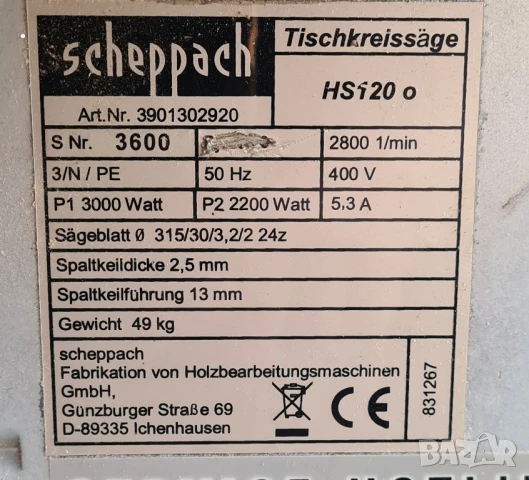 scheppach
Tischkreissäge
HS120 o
Art.Nr. 3901302920
S Nr. 3600 2800 1/min
3/N / PE 50 Hz 400 V
P1 3000 Watt P2 2200 Watt 5.3 A
Sägeblatt Ø 315/30/3,2/2 24z
Spaltkeildicke 2,5 mm
Spaltkeilführung 13 mm
Gewicht 49 kg
scheppach
Fabrikation von Holzbearbeitungsmaschinen
GmbH,
Günzburger Straße 69
D-89335 Ichenhausen
CE
831267
BAZAR